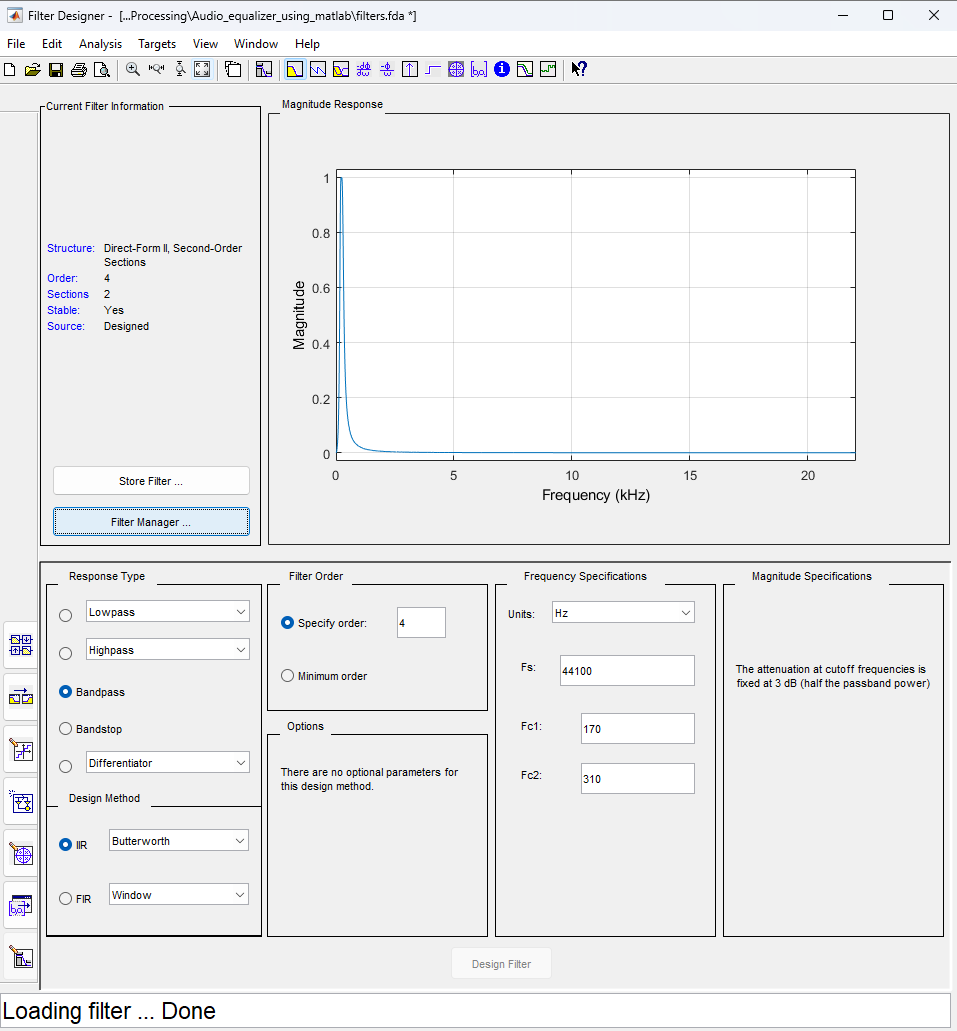 Filter Designer - [...Processing\Audio_equalizer_using_matlab\filters.fda *]
File Edit Analysis Targets View Window Help
Current Filter Information
Structure: Direct-Form II, Second-Order
Sections
Order: 4
Sections 2
Stable: Yes
Source: Designed
Store Filter ...
Filter Manager ...
Magnitude Response
1
0.8
0.6
0.4
0.2
0
Magnitude
0 5 10 15 20
Frequency (kHz)
Response Type
Lowpass
Highpass
Bandpass
Bandstop
Differentiator
Design Method
IIR Butterworth
FIR Window
Filter Order
Specify order: 4
Minimum order
Options
There are no optional parameters for
this design method.
Frequency Specifications
Units: Hz
Fs: 44100
Fc1: 170
Fc2: 310
Magnitude Specifications
The attenuation at cutoff frequencies is
fixed at 3 dB (half the passband power)
Design Filter
Loading filter ... Done